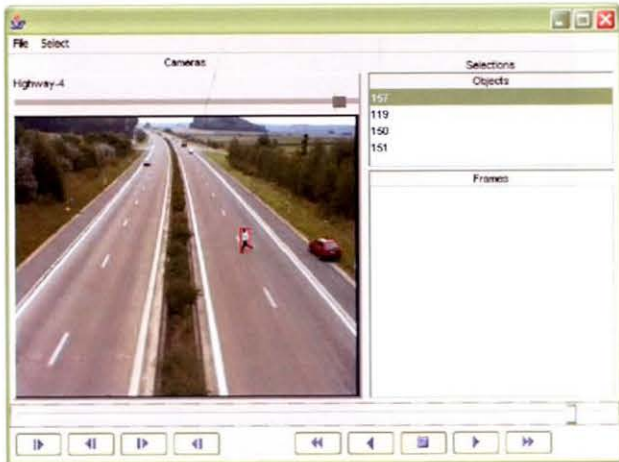 File Select
Cameras
Highway-4
Selections
Objects
157
119
150
151
Frames